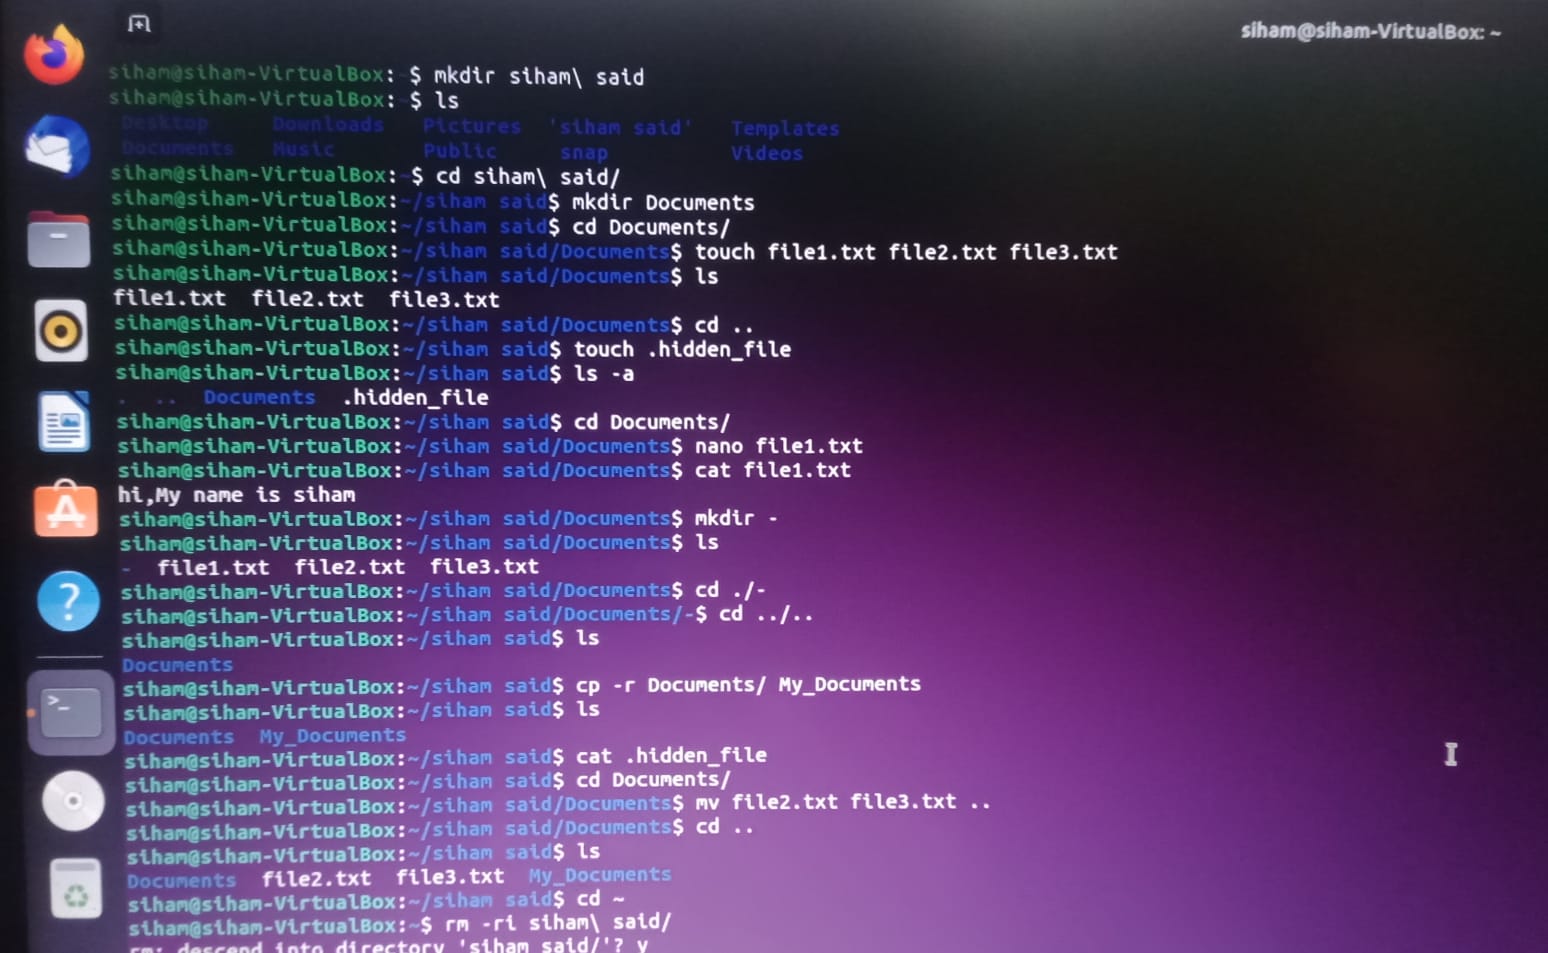 siham@siham-VirtualBox: ~
siham@siham-VirtualBox:~$ mkdir siham\ said
siham@siham-VirtualBox:~$ ls
Desktop Downloads Pictures 'siham said' Templates
Documents Music Public snap Videos
siham@siham-VirtualBox:~$ cd siham\ said/
siham@siham-VirtualBox:~/siham said$ mkdir Documents
siham@siham-VirtualBox:~/siham said$ cd Documents/
siham@siham-VirtualBox:~/siham said/Documents$ touch file1.txt file2.txt file3.txt
siham@siham-VirtualBox:~/siham said/Documents$ ls
file1.txt file2.txt file3.txt
siham@siham-VirtualBox:~/siham said/Documents$ cd ..
siham@siham-VirtualBox:~/siham said$ touch .hidden_file
siham@siham-VirtualBox:~/siham said$ ls -a
. .. Documents .hidden_file
siham@siham-VirtualBox:~/siham said$ cd Documents/
siham@siham-VirtualBox:~/siham said/Documents$ nano file1.txt
siham@siham-VirtualBox:~/siham said/Documents$ cat file1.txt
hi,My name is siham
siham@siham-VirtualBox:~/siham said/Documents$ mkdir -
siham@siham-VirtualBox:~/siham said/Documents$ ls
- file1.txt file2.txt file3.txt
siham@siham-VirtualBox:~/siham said/Documents$ cd ./-
siham@siham-VirtualBox:~/siham said/Documents/-$ cd ../..
siham@siham-VirtualBox:~/siham said$ ls
Documents
siham@siham-VirtualBox:~/siham said$ cp -r Documents/ My_Documents
siham@siham-VirtualBox:~/siham said$ ls
Documents My_Documents
siham@siham-VirtualBox:~/siham said$ cat .hidden_file
siham@siham-VirtualBox:~/siham said$ cd Documents/
siham@siham-VirtualBox:~/siham said/Documents$ mv file2.txt file3.txt ..
siham@siham-VirtualBox:~/siham said/Documents$ cd ..
siham@siham-VirtualBox:~/siham said$ ls
Documents file2.txt file3.txt My_Documents
siham@siham-VirtualBox:~/siham said$ cd ~
siham@siham-VirtualBox:~$ rm -ri siham\ said/
rm: descend into directory 'siham said/'? y